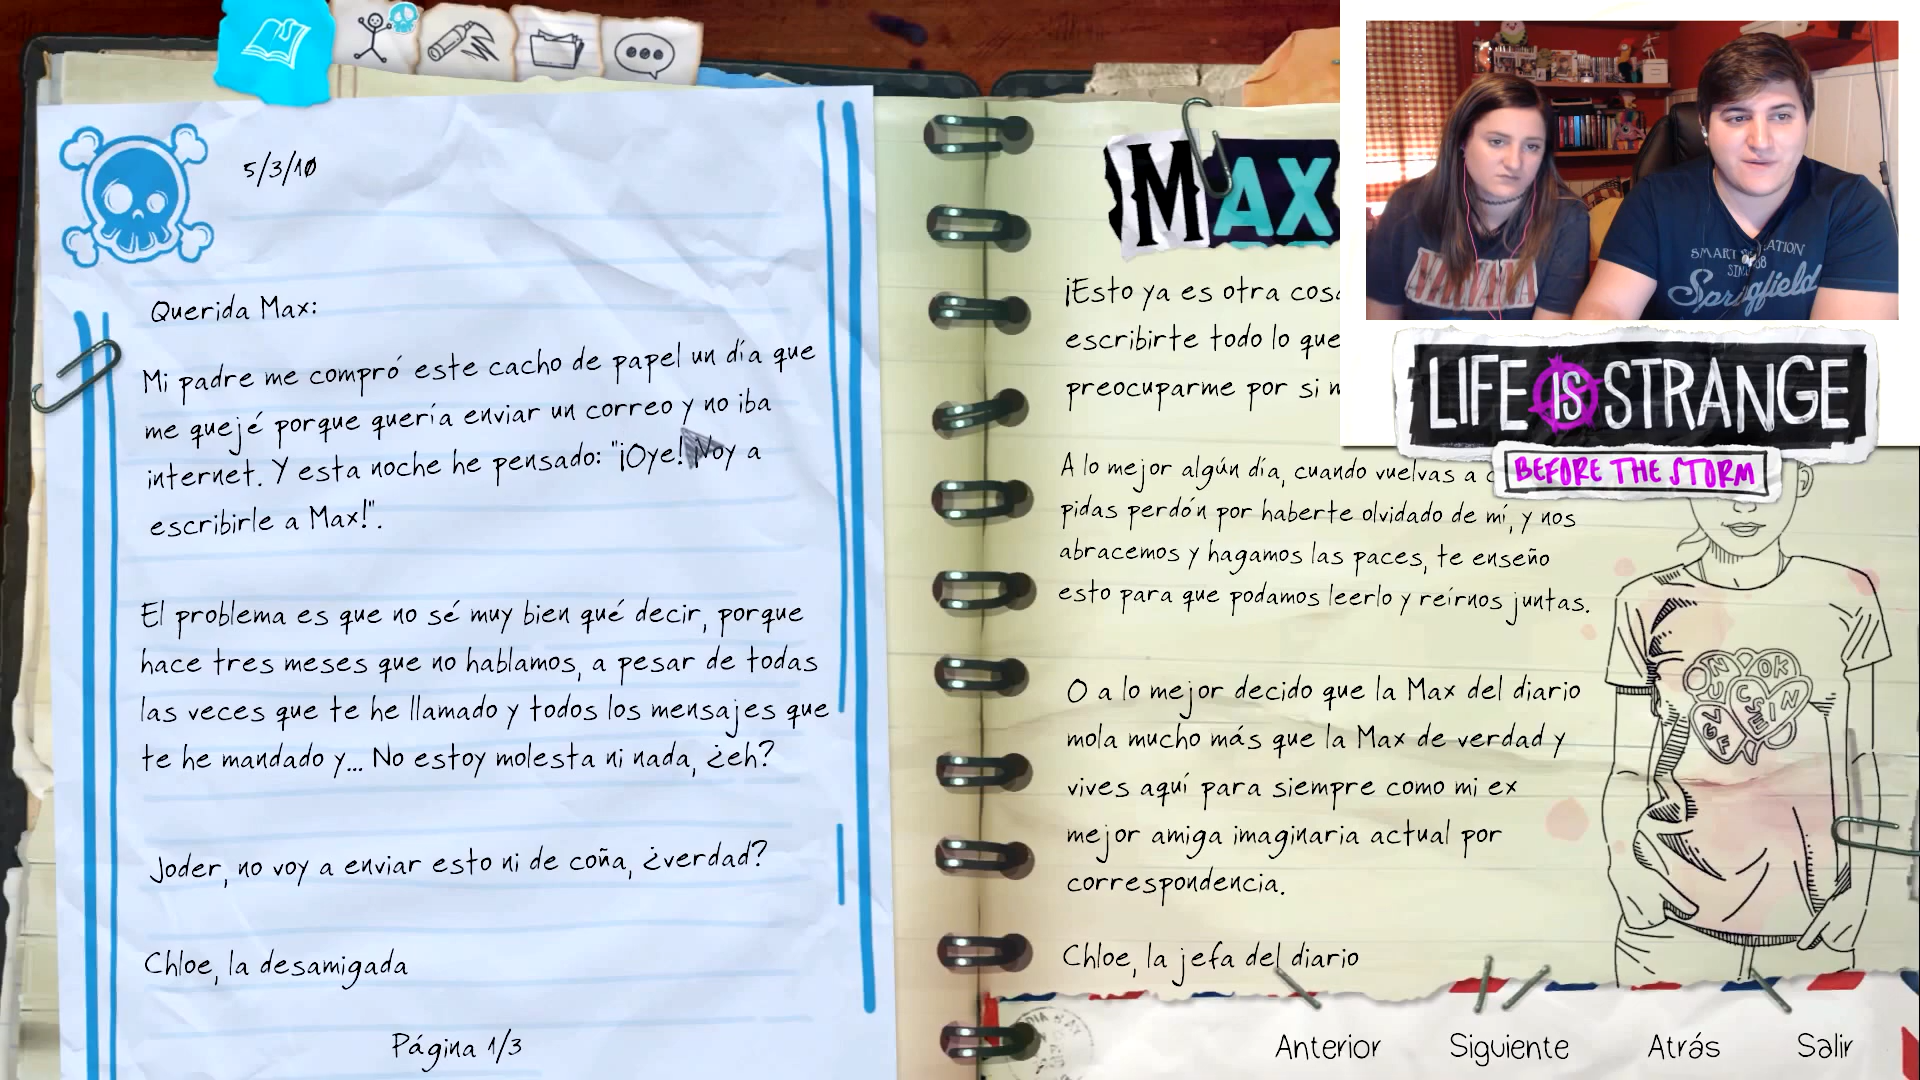 5/3/10
Querida Max:
Mi padre me compró este cacho de papel un día que
me quejé porque quería enviar un correo y no iba
internet. Y esta noche he pensado: "¡Oye! Voy a
escribirle a Max!".
El problema es que no sé muy bien qué decir, porque
hace tres meses que no hablamos, a pesar de todas
las veces que te he llamado y todos los mensajes que
te he mandado y... No estoy molesta ni nada, ¿eh?
Joder, no voy a enviar esto ni de coña, ¿verdad?
Chloe, la desamigada
Página 1/3
MAX
¡Esto ya es otra
escribirte todo lo que
preocuparme por si
A lo mejor algún día, cuando vuelvas a
pidas perdón por haberte olvidado de mí, y nos
abracemos y hagamos las paces, te enseño
esto para que podamos leerlo y reírnos juntas.
O a lo mejor decido que la Max del diario
mola mucho más que la Max de verdad y
vives aquí para siempre como mi ex
mejor amiga imaginaria actual por
correspondencia.
Chloe, la jefa del diario
Anterior Siguiente Atrás Salir
Springfield
LIFE IS STRANGE
BEFORE THE STORM